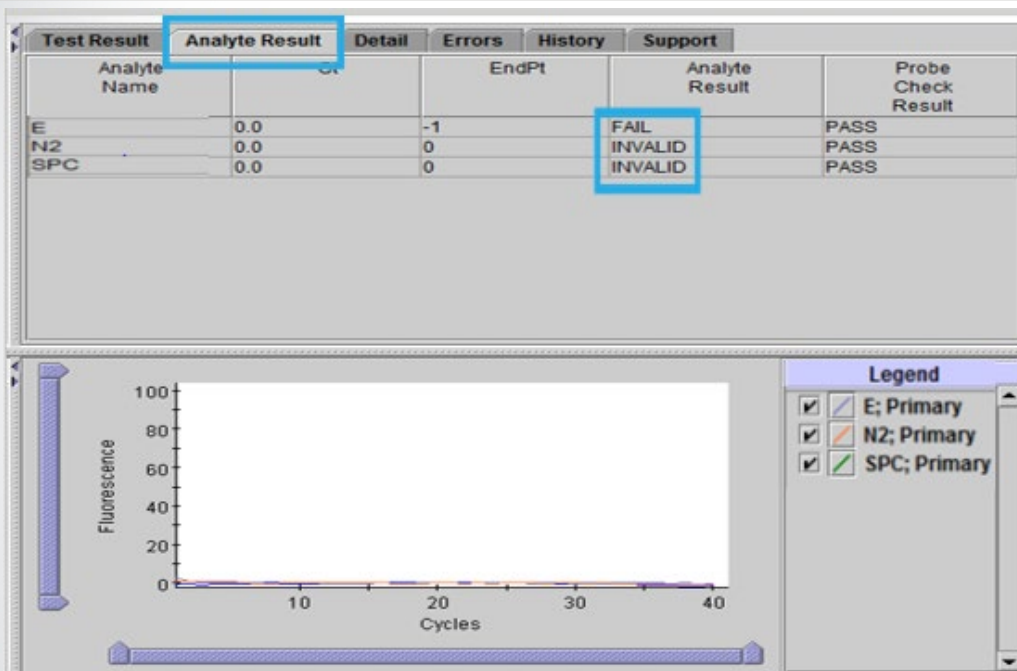 Test Result Analyte Result Detail Errors History Support
Analyte Name Ct EndPt Analyte Result Probe Check Result
E 0.0 -1 FAIL PASS
N2 0.0 0 INVALID PASS
SPC 0.0 0 INVALID PASS
Legend
E; Primary
N2; Primary
SPC; Primary
100
80
60
40
20
0
Fluorescence
10 20 30 40
Cycles